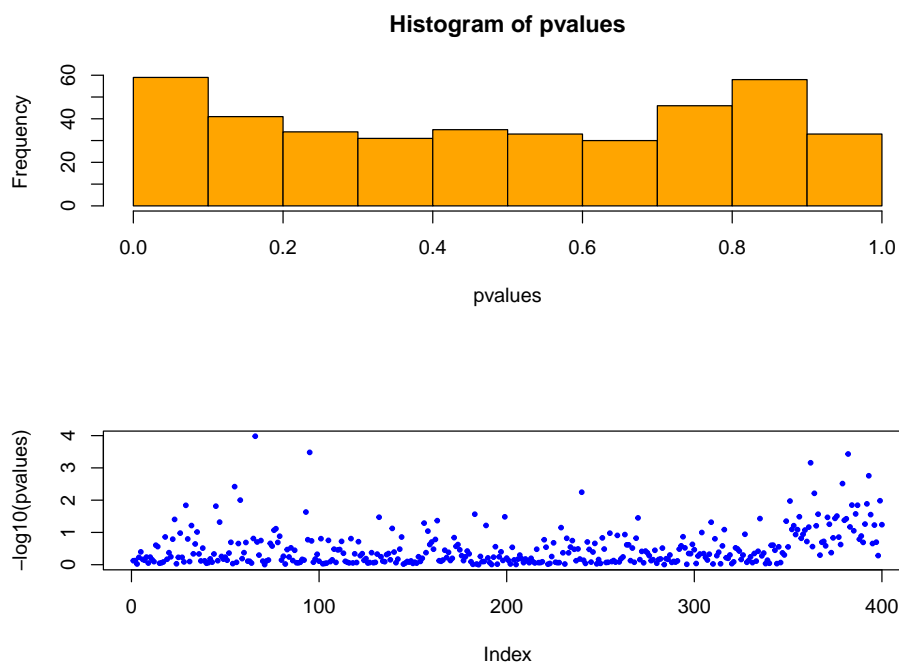 Histogram of pvalues
Frequency
60
40
20
0
0.0 0.2 0.4 0.6 0.8 1.0
pvalues
−log10(pvalues)
4
3
2
1
0
0 100 200 300 400
Index